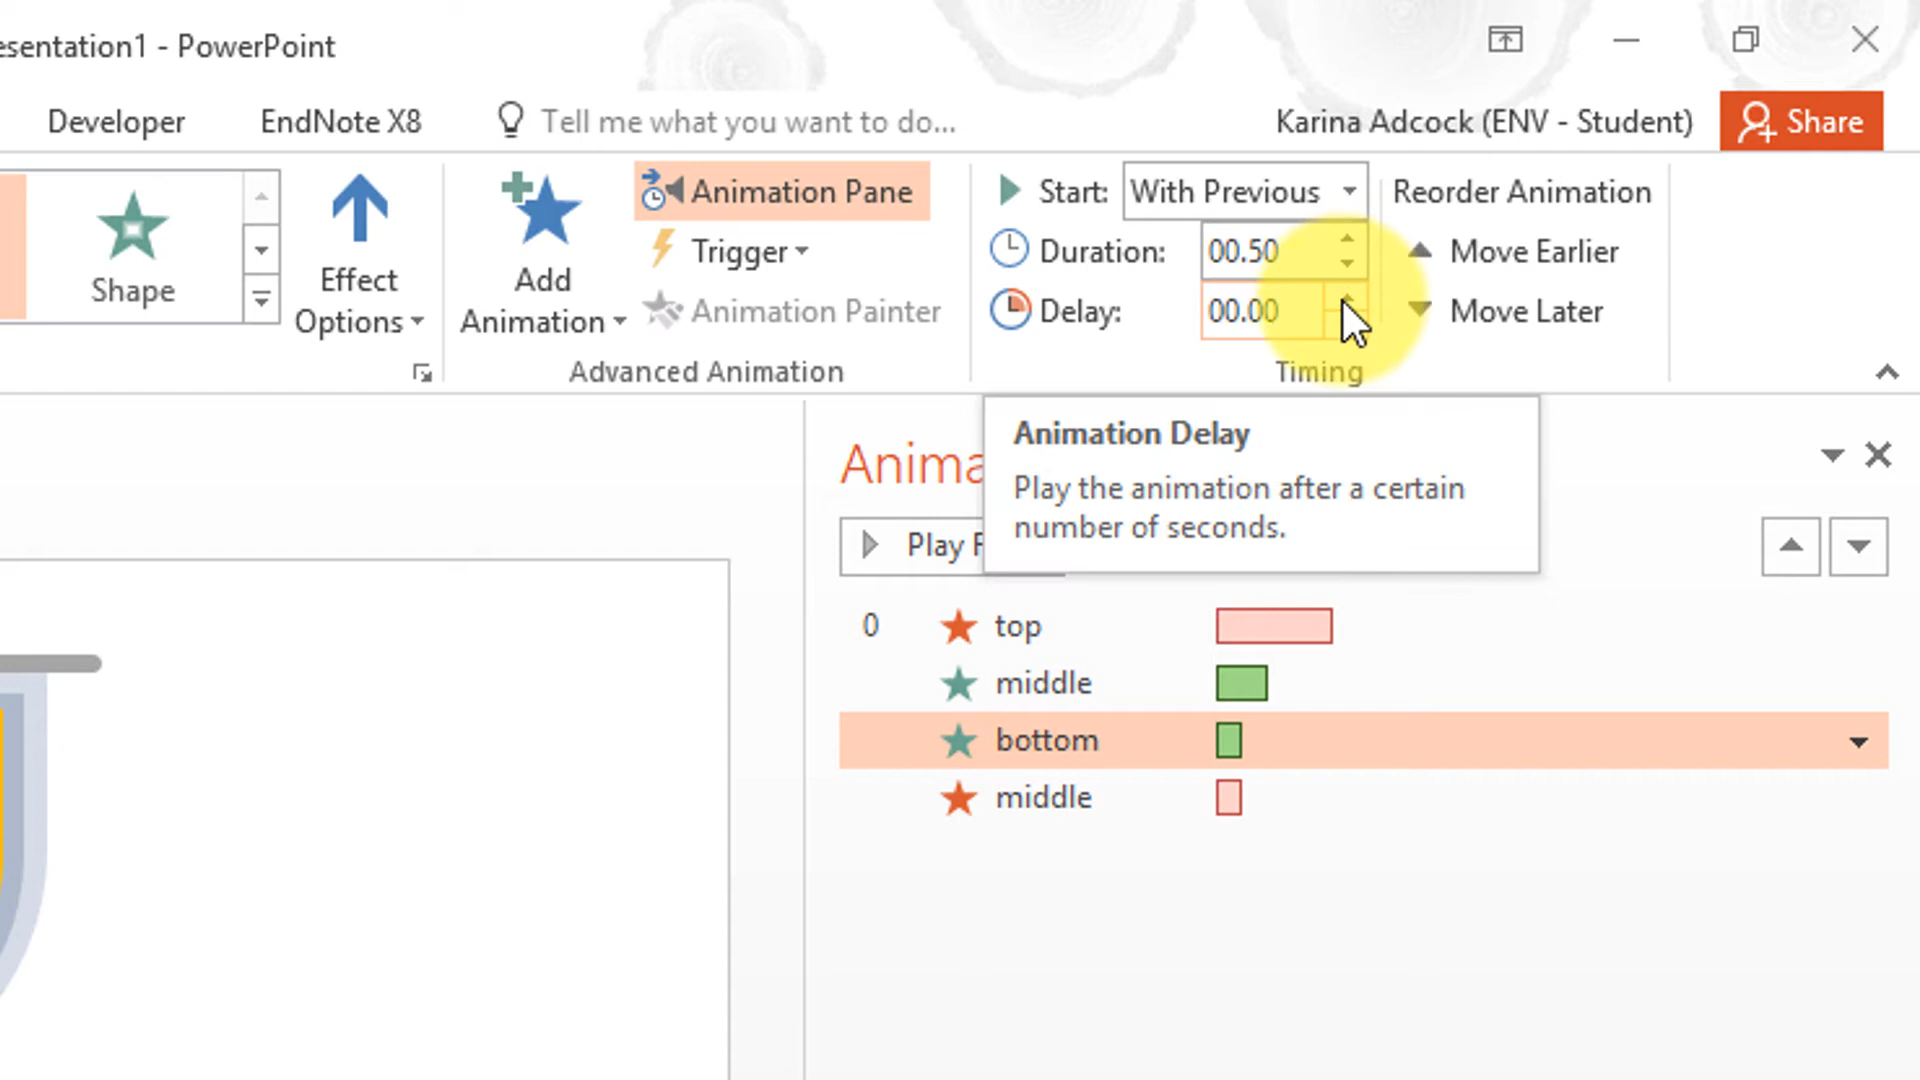 esentation1 - PowerPoint
Developer EndNote X8 Tell me what you want to do... Karina Adcock (ENV - Student) Share
Animation Pane Start: With Previous Reorder Animation
Trigger Duration: 00.50 Move Earlier
Shape Effect Options Add Animation Animation Painter Delay: 00.00 Move Later
Advanced Animation Timing
Animation Delay
Anima
Play the animation after a certain
number of seconds.
Play F
0 top
middle
bottom
middle